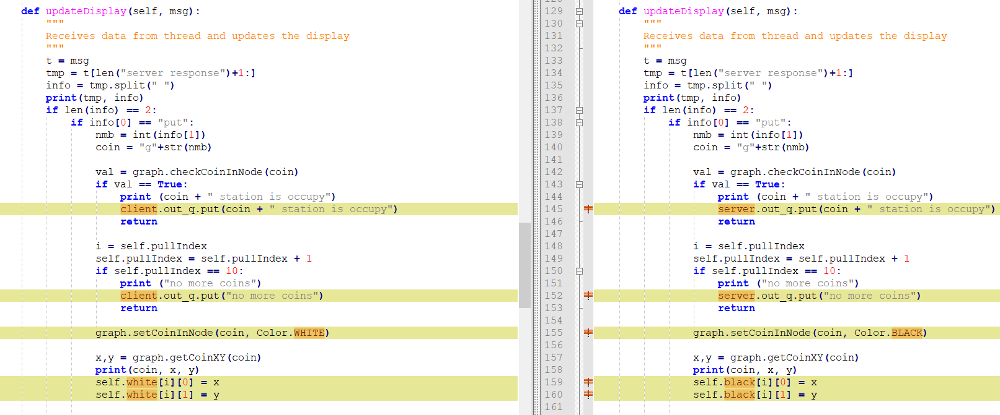 def updateDisplay(self, msg):
"""
Receives data from thread and updates the display
"""
t = msg
tmp = t[len("server response")+1:]
info = tmp.split(" ")
print(tmp, info)
if len(info) == 2:
if info[0] == "put":
nmb = int(info[1])
coin = "g"+str(nmb)
val = graph.checkCoinInNode(coin)
if val == True:
print (coin + " station is occupy")
client.out_q.put(coin + " station is occupy")
return
i = self.pullIndex
self.pullIndex = self.pullIndex + 1
if self.pullIndex == 10:
print ("no more coins")
client.out_q.put("no more coins")
return
graph.setCoinInNode(coin, Color.WHITE)
x,y = graph.getCoinXY(coin)
print(coin, x, y)
self.white[i][0] = x
self.white[i][1] = y
129 def updateDisplay(self, msg):
130 """
131 Receives data from thread and updates the display
132 """
133 t = msg
134 tmp = t[len("server response")+1:]
135 info = tmp.split(" ")
136 print(tmp, info)
137 if len(info) == 2:
138 if info[0] == "put":
139 nmb = int(info[1])
140 coin = "g"+str(nmb)
141
142 val = graph.checkCoinInNode(coin)
143 if val == True:
144 print (coin + " station is occupy")
145 server.out_q.put(coin + " station is occupy")
146 return
147
148 i = self.pullIndex
149 self.pullIndex = self.pullIndex + 1
150 if self.pullIndex == 10:
151 print ("no more coins")
152 server.out_q.put("no more coins")
153 return
154
155 graph.setCoinInNode(coin, Color.BLACK)
156
157 x,y = graph.getCoinXY(coin)
158 print(coin, x, y)
159 self.black[i][0] = x
160 self.black[i][1] = y
161